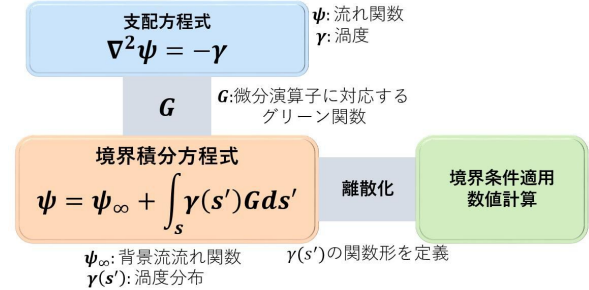 支配方程式
∇²ψ = −γ
ψ: 流れ関数
γ: 渦度
G
G:微分演算子に対応する
グリーン関数
境界積分方程式
ψ = ψ∞ + ∫s γ(s′)Gds′
離散化
境界条件適用
数値計算
ψ∞: 背景流流れ関数
γ(s′): 渦度分布
γ(s′)の関数形を定義